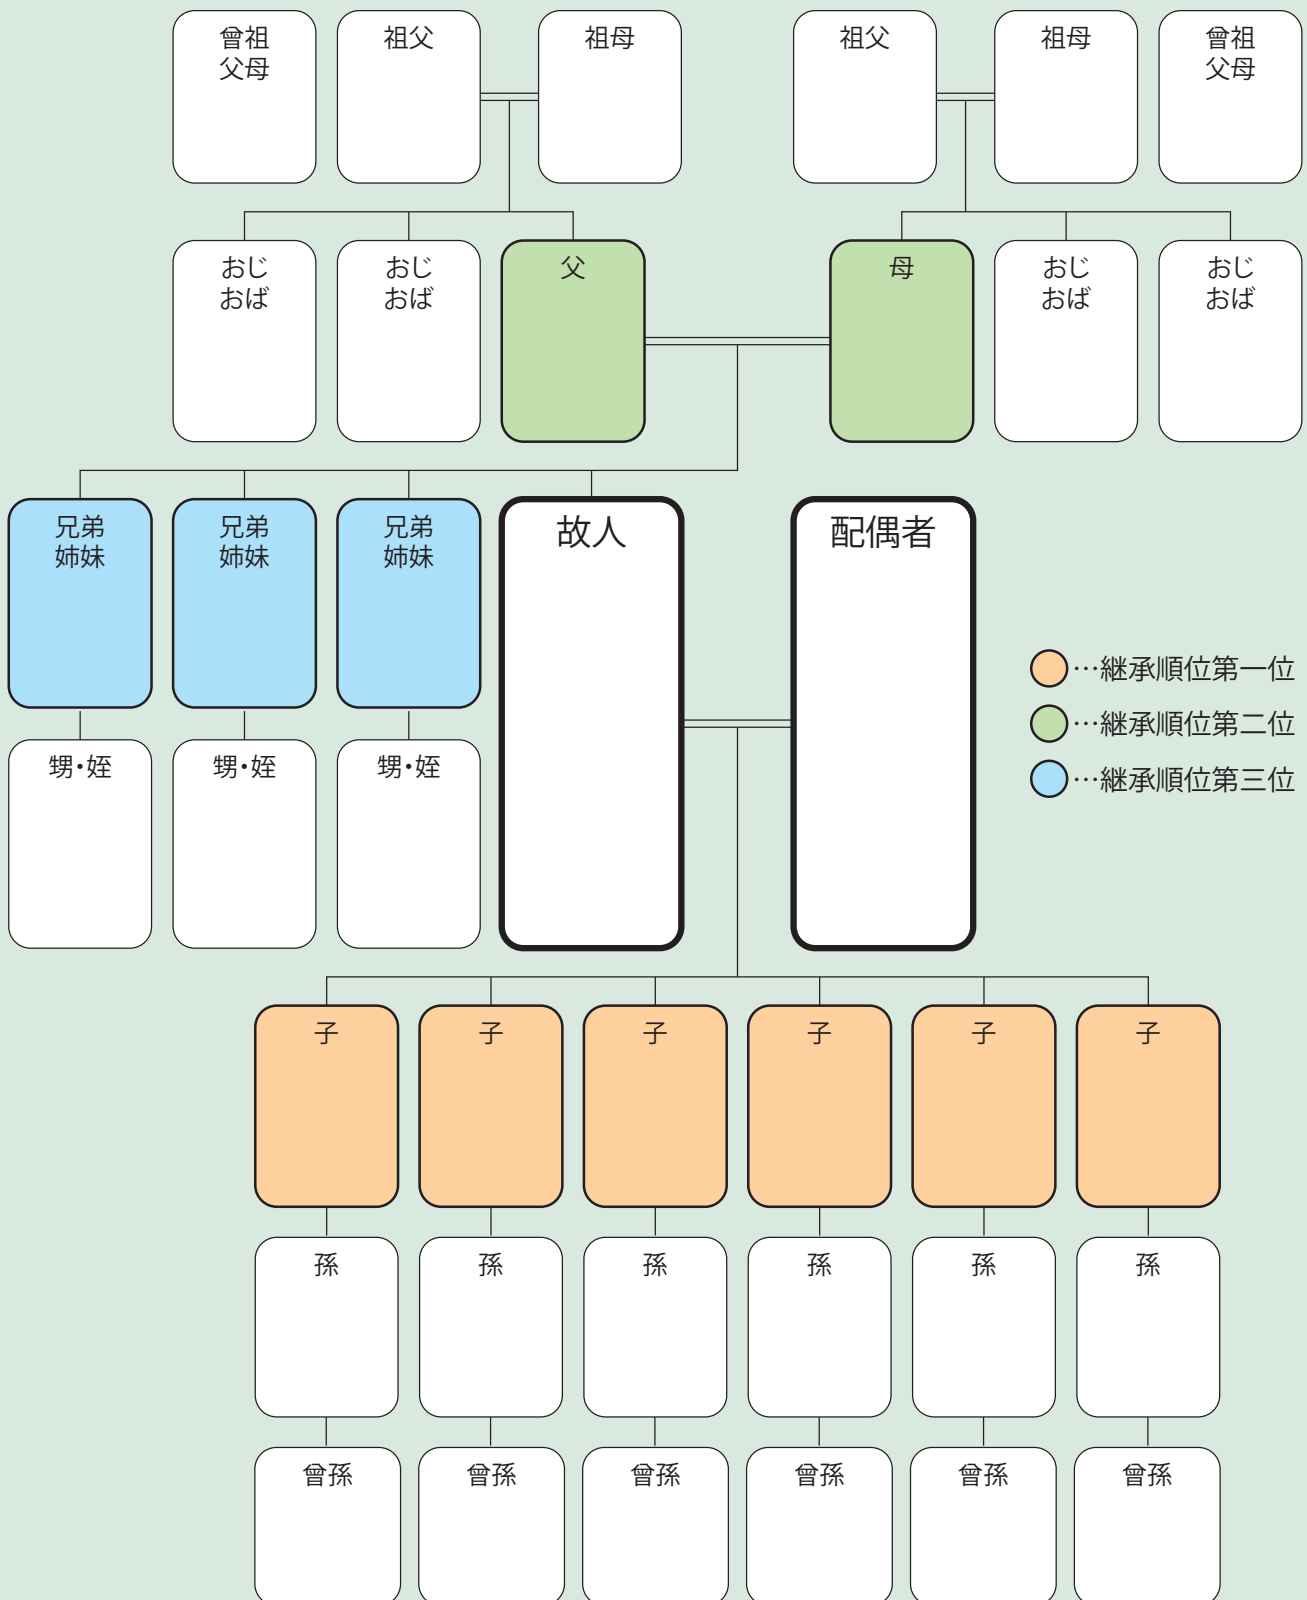 曾祖
父母
祖父
祖母
祖父
祖母
曾祖
父母
おじ
おば
おじ
おば
父
母
おじ
おば
おじ
おば
兄弟
姉妹
兄弟
姉妹
兄弟
姉妹
故人
配偶者
…継承順位第一位
…継承順位第二位
…継承順位第三位
甥・姪
甥・姪
甥・姪
子
子
子
子
子
子
孫
孫
孫
孫
孫
孫
曾孫
曾孫
曾孫
曾孫
曾孫
曾孫